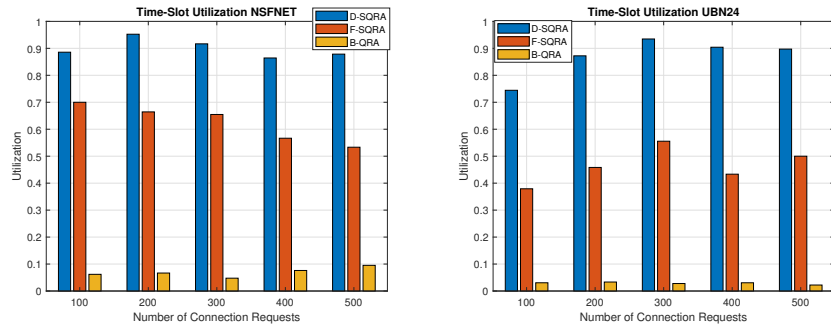 Time-Slot Utilization NSFNET
D-SQRA
F-SQRA
B-QRA
1
0.9
0.8
0.7
0.6
0.5
0.4
0.3
0.2
0.1
0
Utilization
100 200 300 400 500
Number of Connection Requests
Time-Slot Utilization UBN24
D-SQRA
F-SQRA
B-QRA
1
0.9
0.8
0.7
0.6
0.5
0.4
0.3
0.2
0.1
0
Utilization
100 200 300 400 500
Number of Connection Requests